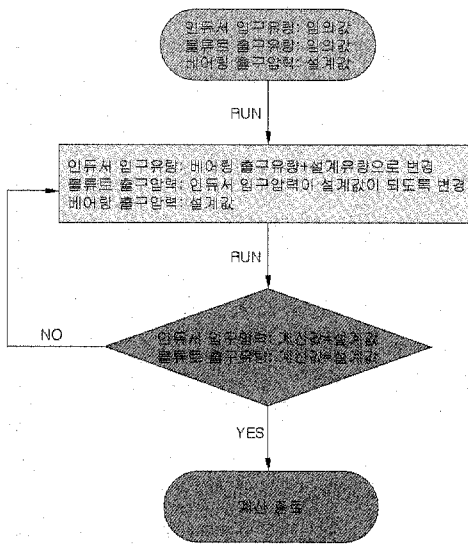 인듀서 입구유량: 임의값
볼류트 출구유량: 임의값
베어링 출구압력: 설계값
RUN
인듀서 입구유량: 베어링 출구유량+설계유량으로 변경
볼류트 출구압력: 인듀서 입구압력이 설계값이 되도록 변경
베어링 출구압력: 설계값
RUN
NO
인듀서 입구압력: 계산값=설계값
볼류트 출구유량: 계산값=설계값
YES
계산 종료